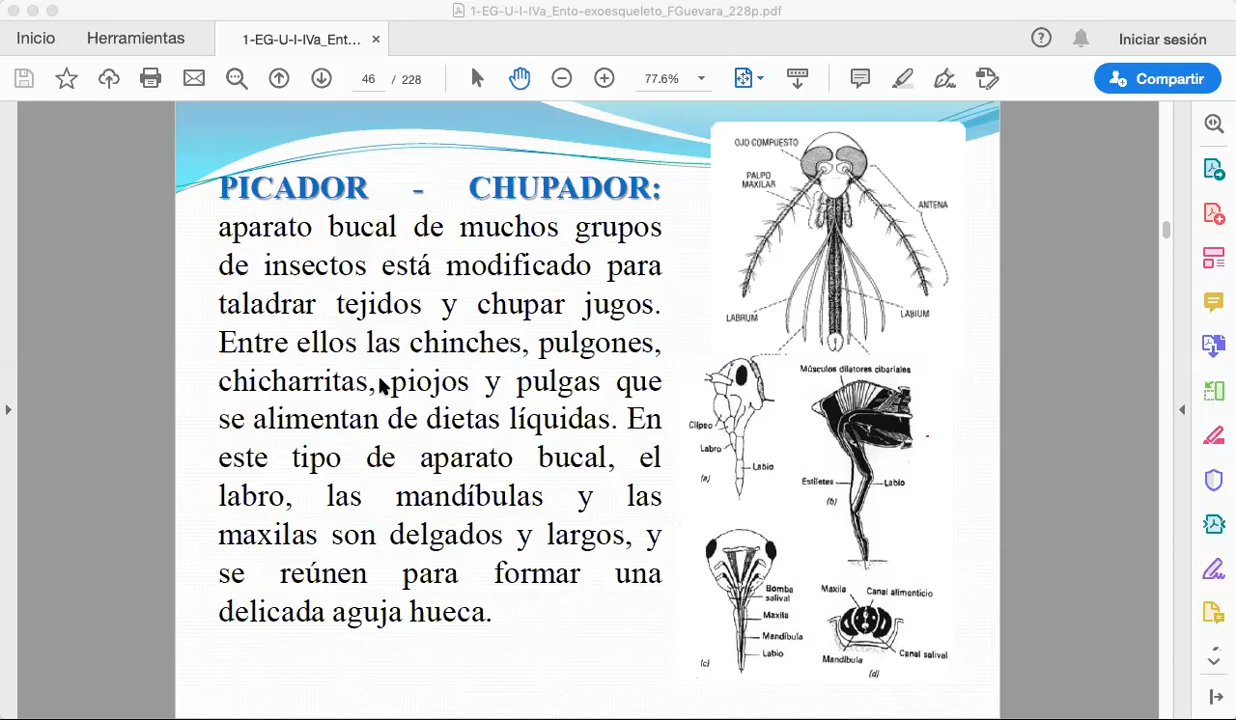 1-EG-U-I-IVa_Ento-exoesqueleto_FGuevara_228p.pdf
Inicio
Herramientas
1-EG-U-I-IVa_Ent...
×
Iniciar sesión
46 / 228
77.6%
Compartir
PICADOR - CHUPADOR:
aparato bucal de muchos grupos
de insectos está modificado para
taladrar tejidos y chupar jugos.
Entre ellos las chinches, pulgones,
chicharritas, piojos y pulgas que
se alimentan de dietas líquidas. En
este tipo de aparato bucal, el
labro, las mandíbulas y las
maxilas son delgados y largos, y
se reúnen para formar una
delicada aguja hueca.
OJO COMPUESTO
PALPO
MAXILAR
ANTENA
LABRUM
LABIUM
Músculos dilatores cibariales
Clípeo
Labro
Labio
(a)
Estiletes
Labio
(b)
Bomba
salival
Maxila
Mandíbula
Labio
(c)
Maxila
Canal alimenticio
Mandíbula
Canal salival
(d)